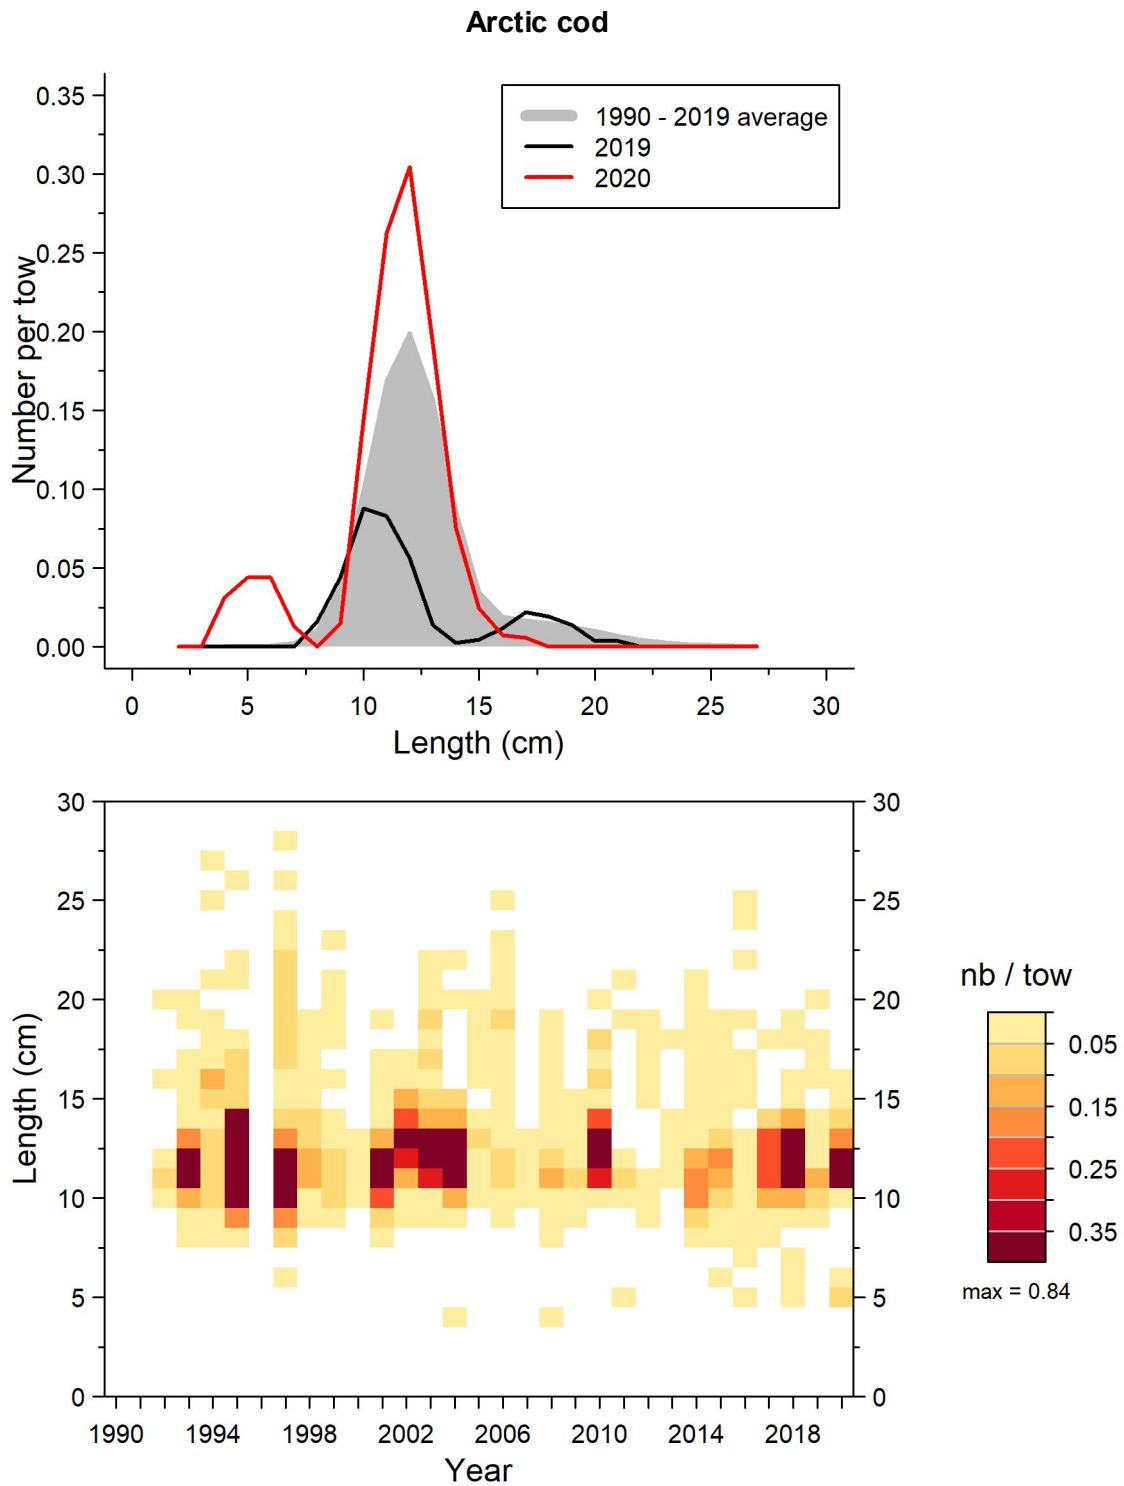 Arctic cod
0.35
0.30
0.25
0.20
0.15
0.10
0.05
0.00
Number per tow
1990 - 2019 average
2019
2020
0 5 10 15 20 25 30
Length (cm)
30
25
20
15
10
5
0
Length (cm)
30
25
20
15
10
5
0
1990 1994 1998 2002 2006 2010 2014 2018
Year
nb / tow
0.05
0.15
0.25
0.35
max = 0.84